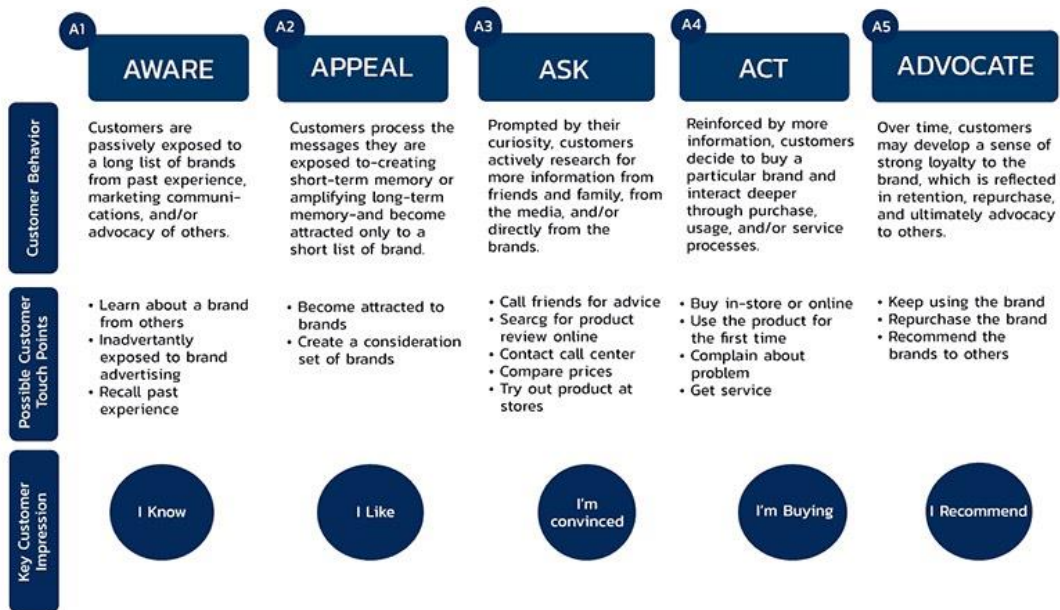 A1
AWARE
A2
APPEAL
A3
ASK
A4
ACT
A5
ADVOCATE
Customer Behavior
Customers are
passively exposed to
a long list of brands
from past experience,
marketing communi-
cations, and/or
advocacy of others.
Customers process the
messages they are
exposed to-creating
short-term memory or
amplifying long-term
memory-and become
attracted only to a
short list of brand.
Prompted by their
curiosity, customers
actively research for
more information from
friends and family, from
the media, and/or
directly from the
brands.
Reinforced by more
information, customers
decide to buy a
particular brand and
interact deeper
through purchase,
usage, and/or service
processes.
Over time, customers
may develop a sense of
strong loyalty to the
brand, which is reflected
in retention, repurchase,
and ultimately advocacy
to others.
Possible Customer
Touch Points
• Learn about a brand
from others
• Inadvertantly
exposed to brand
advertising
• Recall past
experience
• Become attracted to
brands
• Create a consideration
set of brands
• Call friends for advice
• Searcg for product
review online
• Contact call center
• Compare prices
• Try out product at
stores
• Buy in-store or online
• Use the product for
the first time
• Complain about
problem
• Get service
• Keep using the brand
• Repurchase the brand
• Recommend the
brands to others
Key Customer
Impression
I Know
I Like
I'm
convinced
I'm Buying
I Recommend